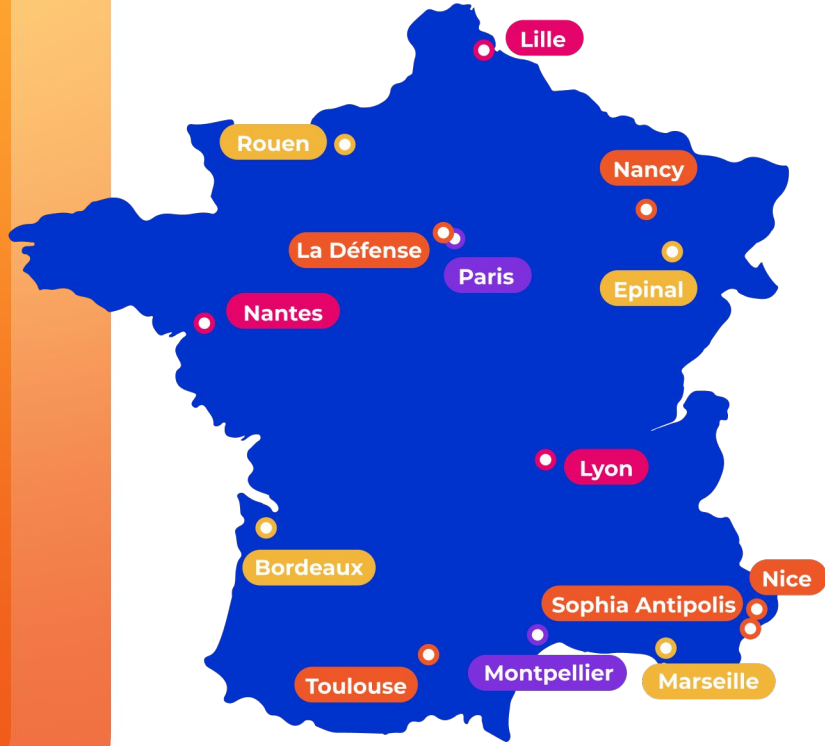 Lille
Rouen
Nancy
La Défense
Paris
Epinal
Nantes
Lyon
Bordeaux
Nice
Sophia Antipolis
Toulouse
Montpellier
Marseille